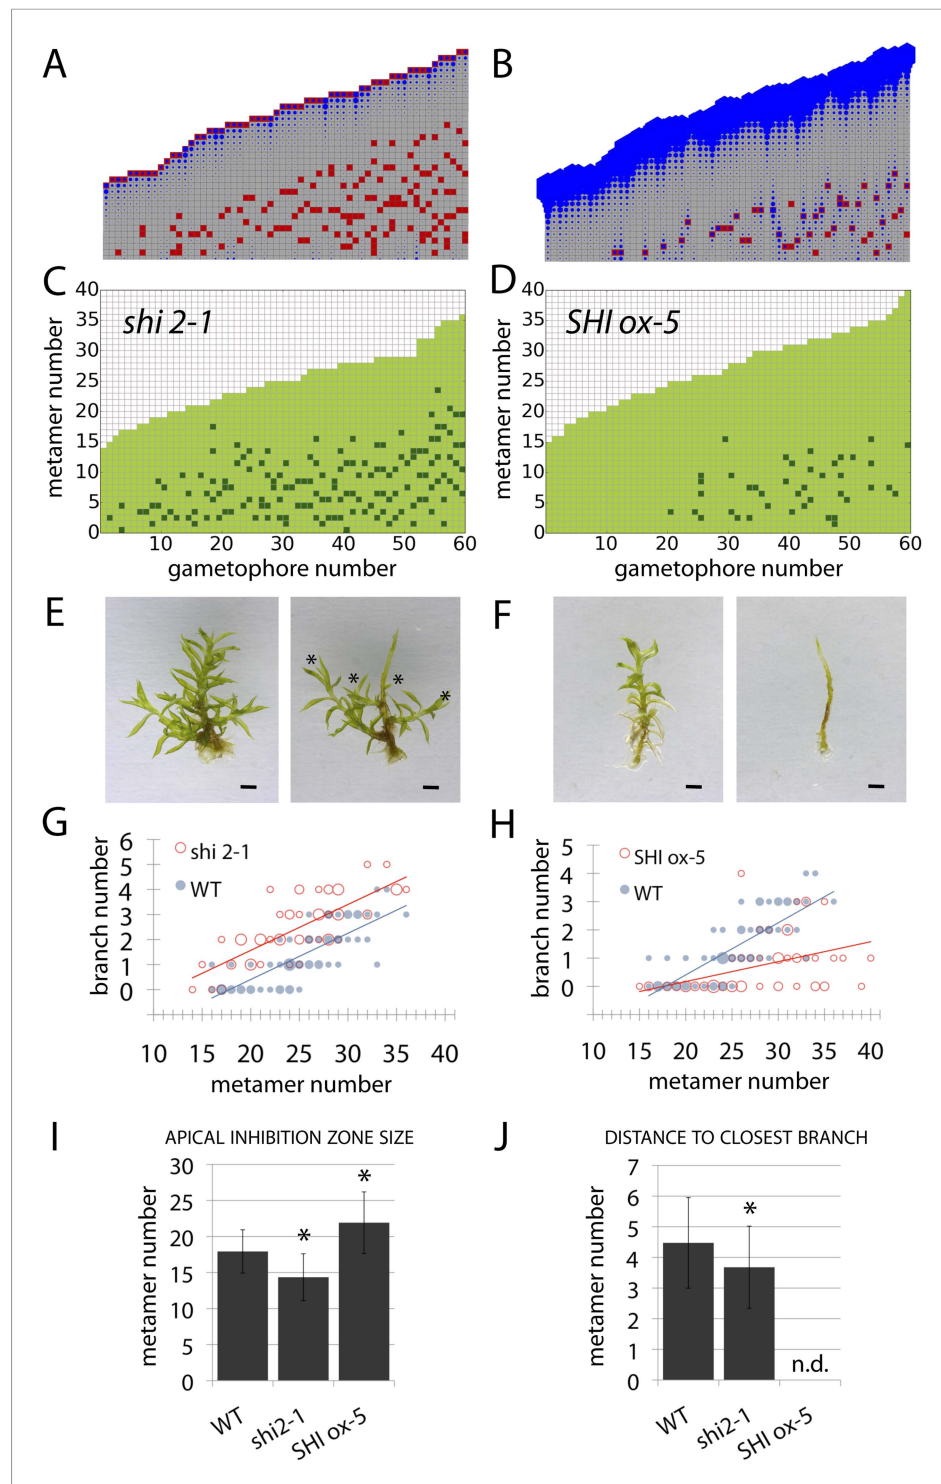 A
B
C
D
shi 2-1
SHI ox-5
40
35
30
25
20
15
10
5
0
metamer number
10 20 30 40 50 60
gametophore number
40
35
30
25
20
15
10
5
0
metamer number
10 20 30 40 50 60
gametophore number
E
* * * *
F
G
6
5
4
3
2
1
0
branch number
shi 2-1
WT
10 15 20 25 30 35 40
metamer number
H
5
4
3
2
1
0
branch number
SHI ox-5
WT
10 15 20 25 30 35 40
metamer number
I
APICAL INHIBITION ZONE SIZE
30
25
20
15
10
5
0
metamer number
*
*
WT
shi2-1
SHI ox-5
J
DISTANCE TO CLOSEST BRANCH
7
6
5
4
3
2
1
0
metamer number
*
n.d.
WT
shi2-1
SHI ox-5